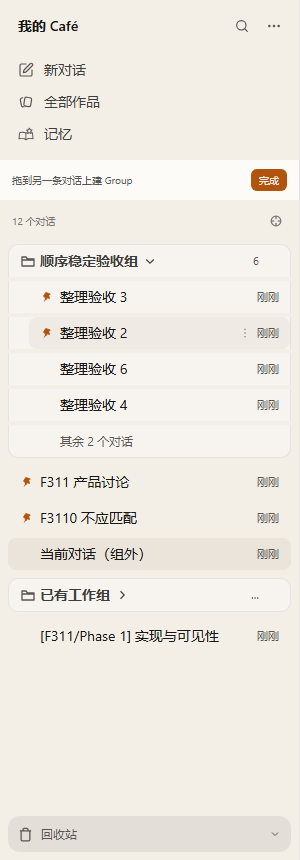 我的 Café
新对话
全部作品
记忆
拖到另一条对话上建 Group
完成
12 个对话
顺序稳定验收组 6
整理验收 3 刚刚
整理验收 2 刚刚
整理验收 6 刚刚
整理验收 4 刚刚
其余 2 个对话
F311 产品讨论 刚刚
F3110 不应匹配 刚刚
当前对话（组外） 刚刚
已有工作组 ...
[F311/Phase 1] 实现与可见性 刚刚
回收站